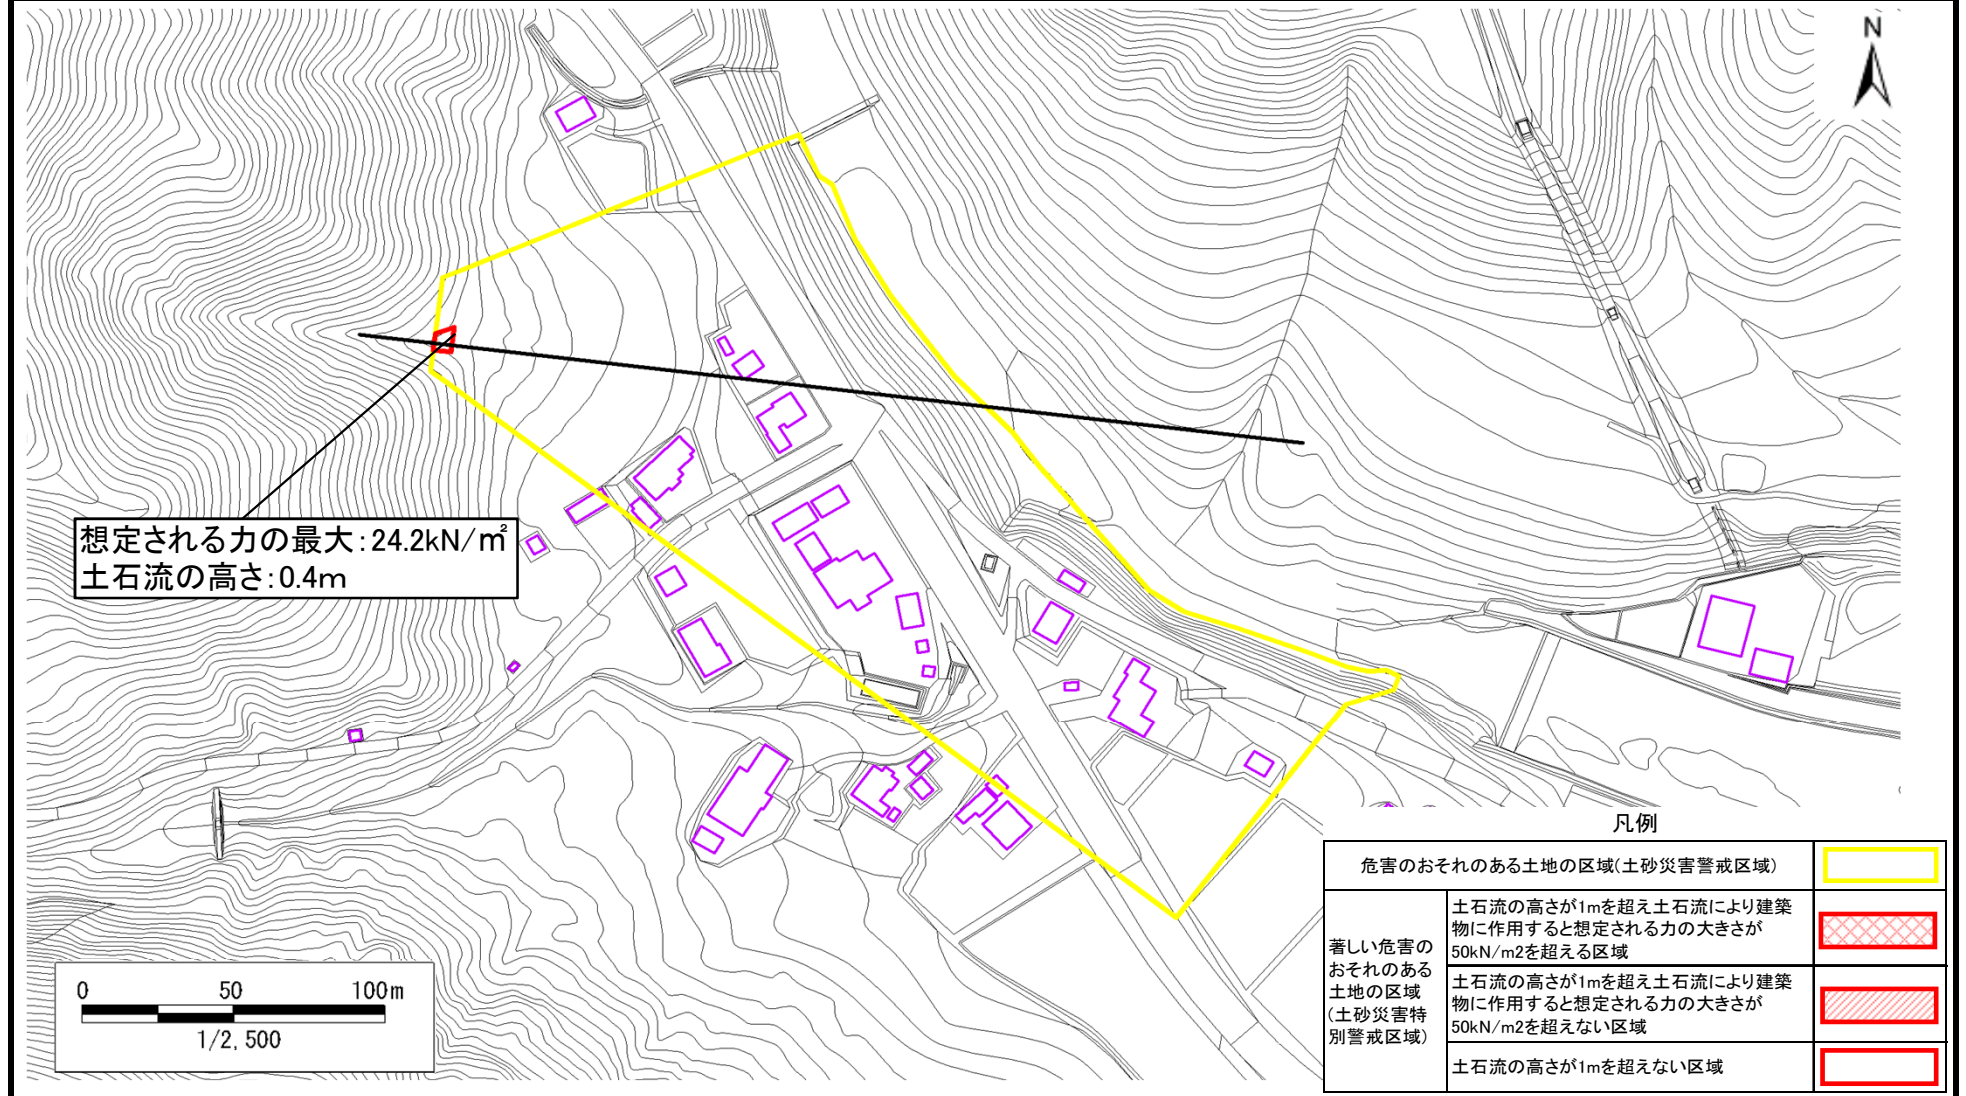 N
想定される力の最大:24.2kN/㎡
土石流の高さ:0.4m
凡例
危害のおそれのある土地の区域(土砂災害警戒区域)
著しい危害の
おそれのある
土地の区域
(土砂災害特
別警戒区域)
土石流の高さが1mを超え土石流により建築
物に作用すると想定される力の大きさが
50kN/m2を超える区域
土石流の高さが1mを超え土石流により建築
物に作用すると想定される力の大きさが
50kN/m2を超えない区域
土石流の高さが1mを超えない区域
0 50 100m
1/2,500